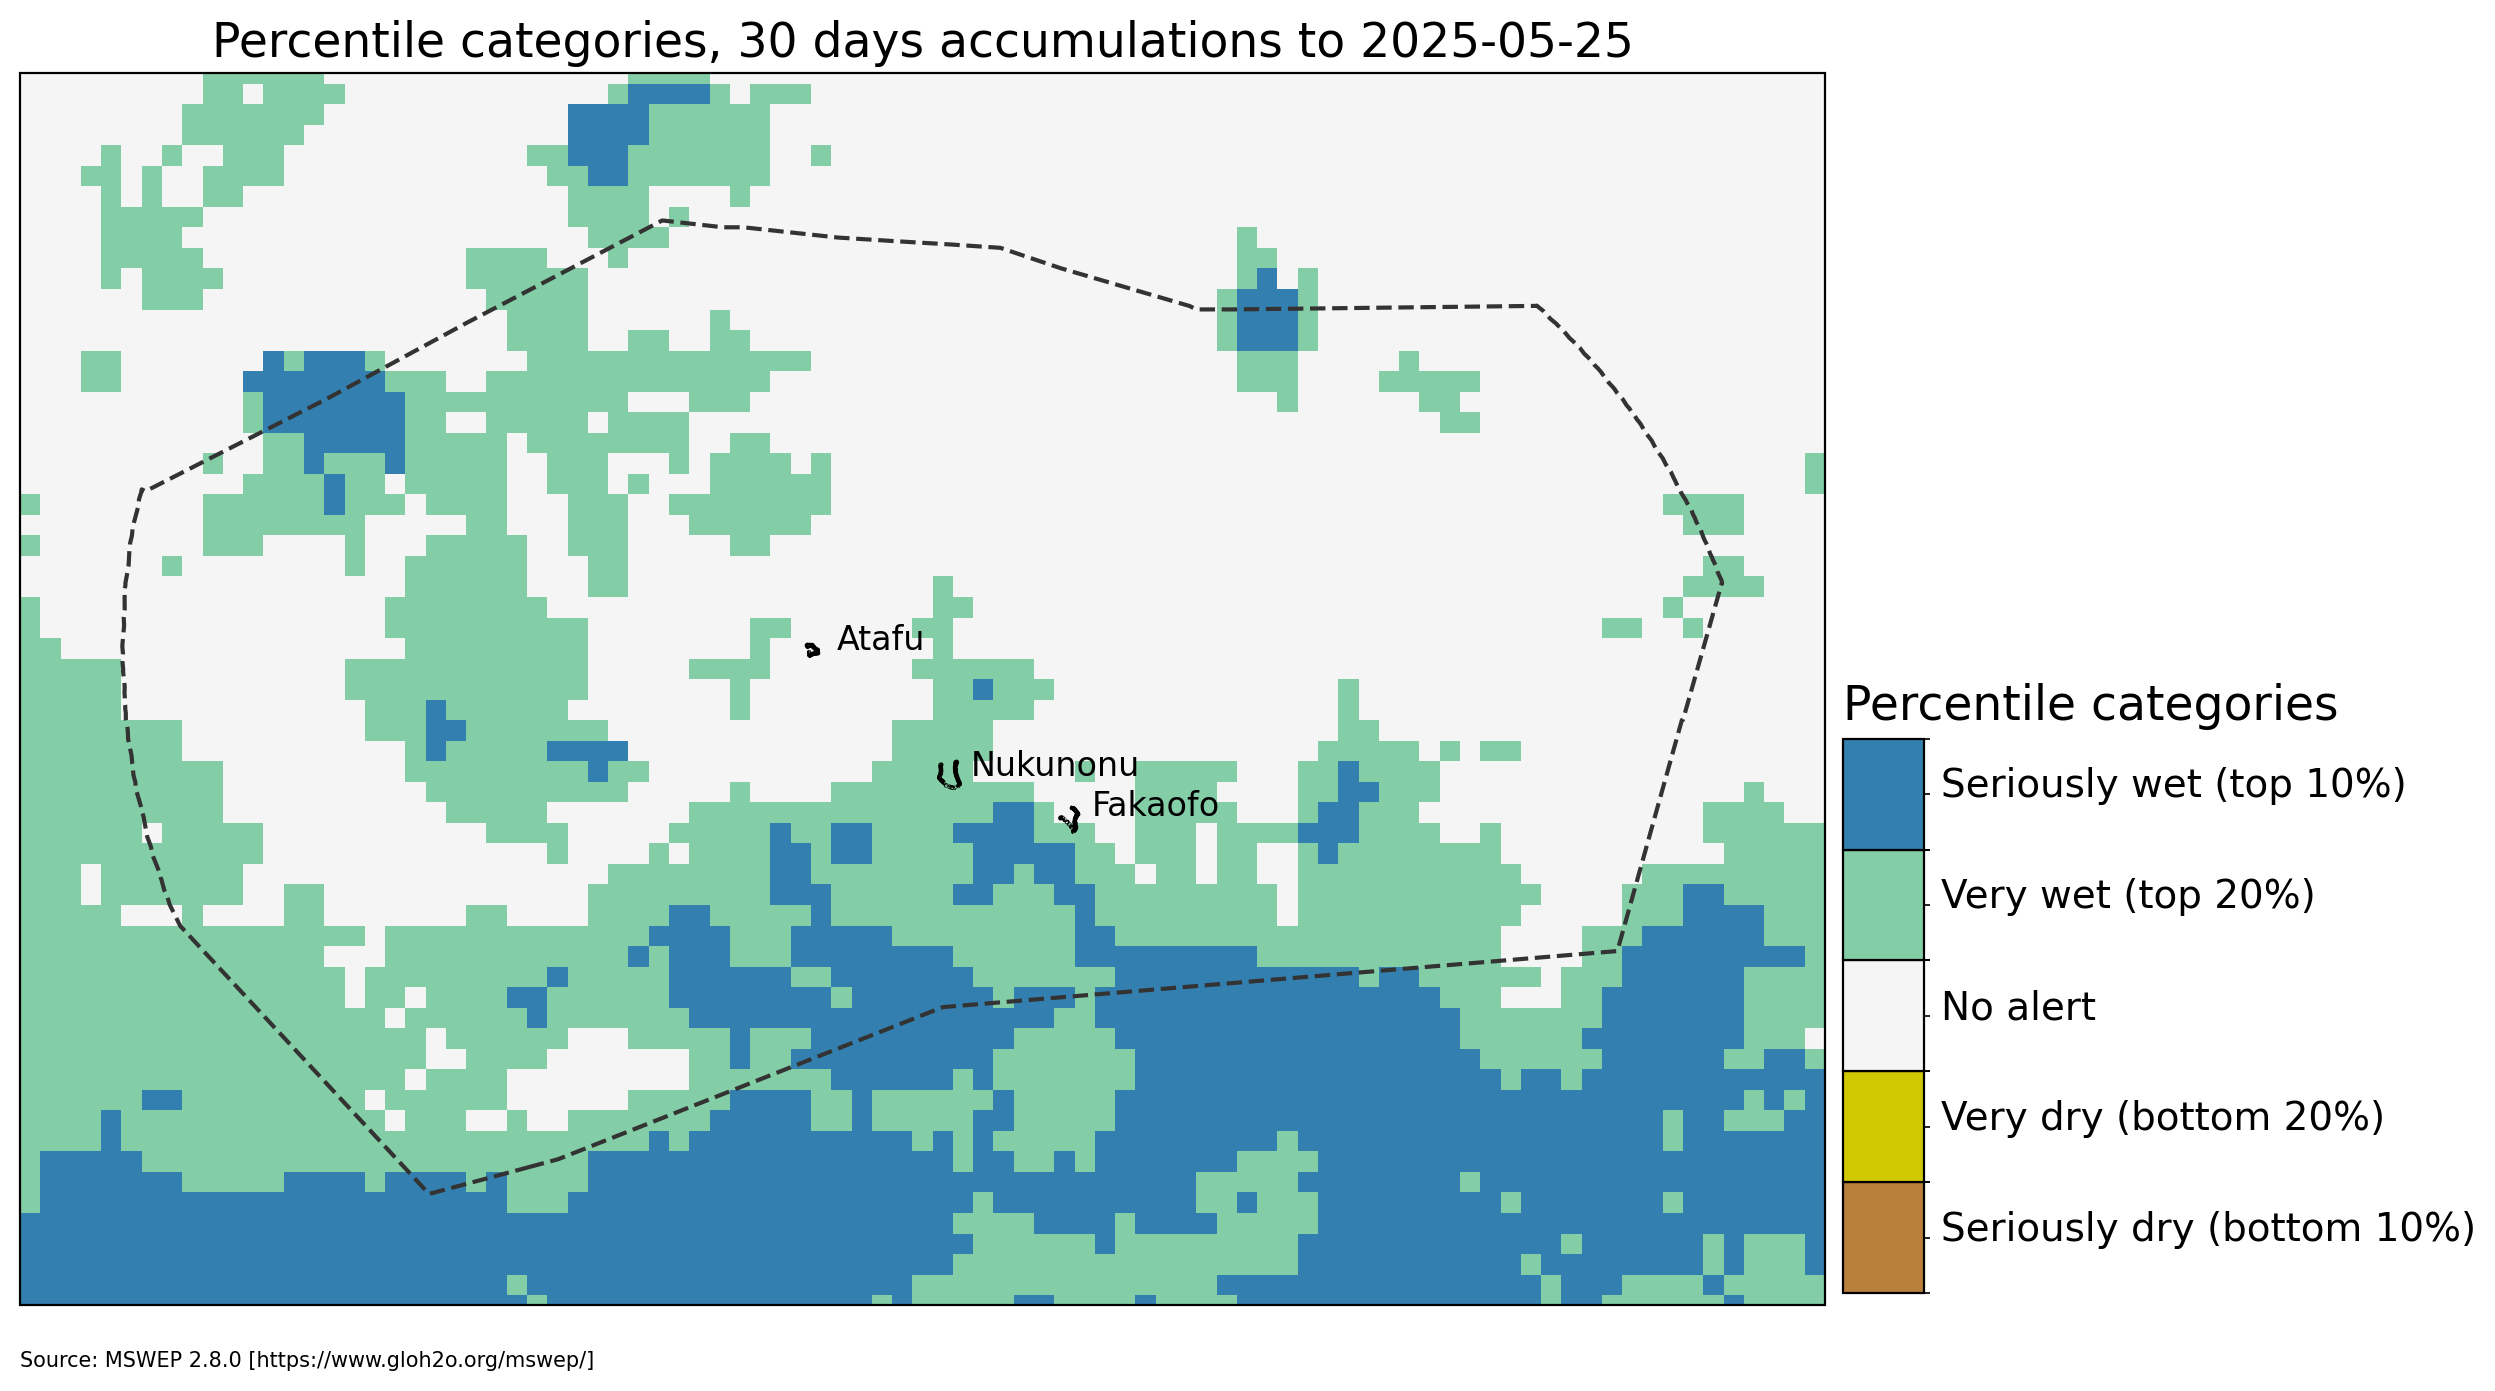 Percentile categories, 30 days accumulations to 2025-05-25
Atafu
Nukunonu
Fakaofo
Percentile categories
Seriously wet (top 10%)
Very wet (top 20%)
No alert
Very dry (bottom 20%)
Seriously dry (bottom 10%)
Source: MSWEP 2.8.0 [https://www.gloh2o.org/mswep/]